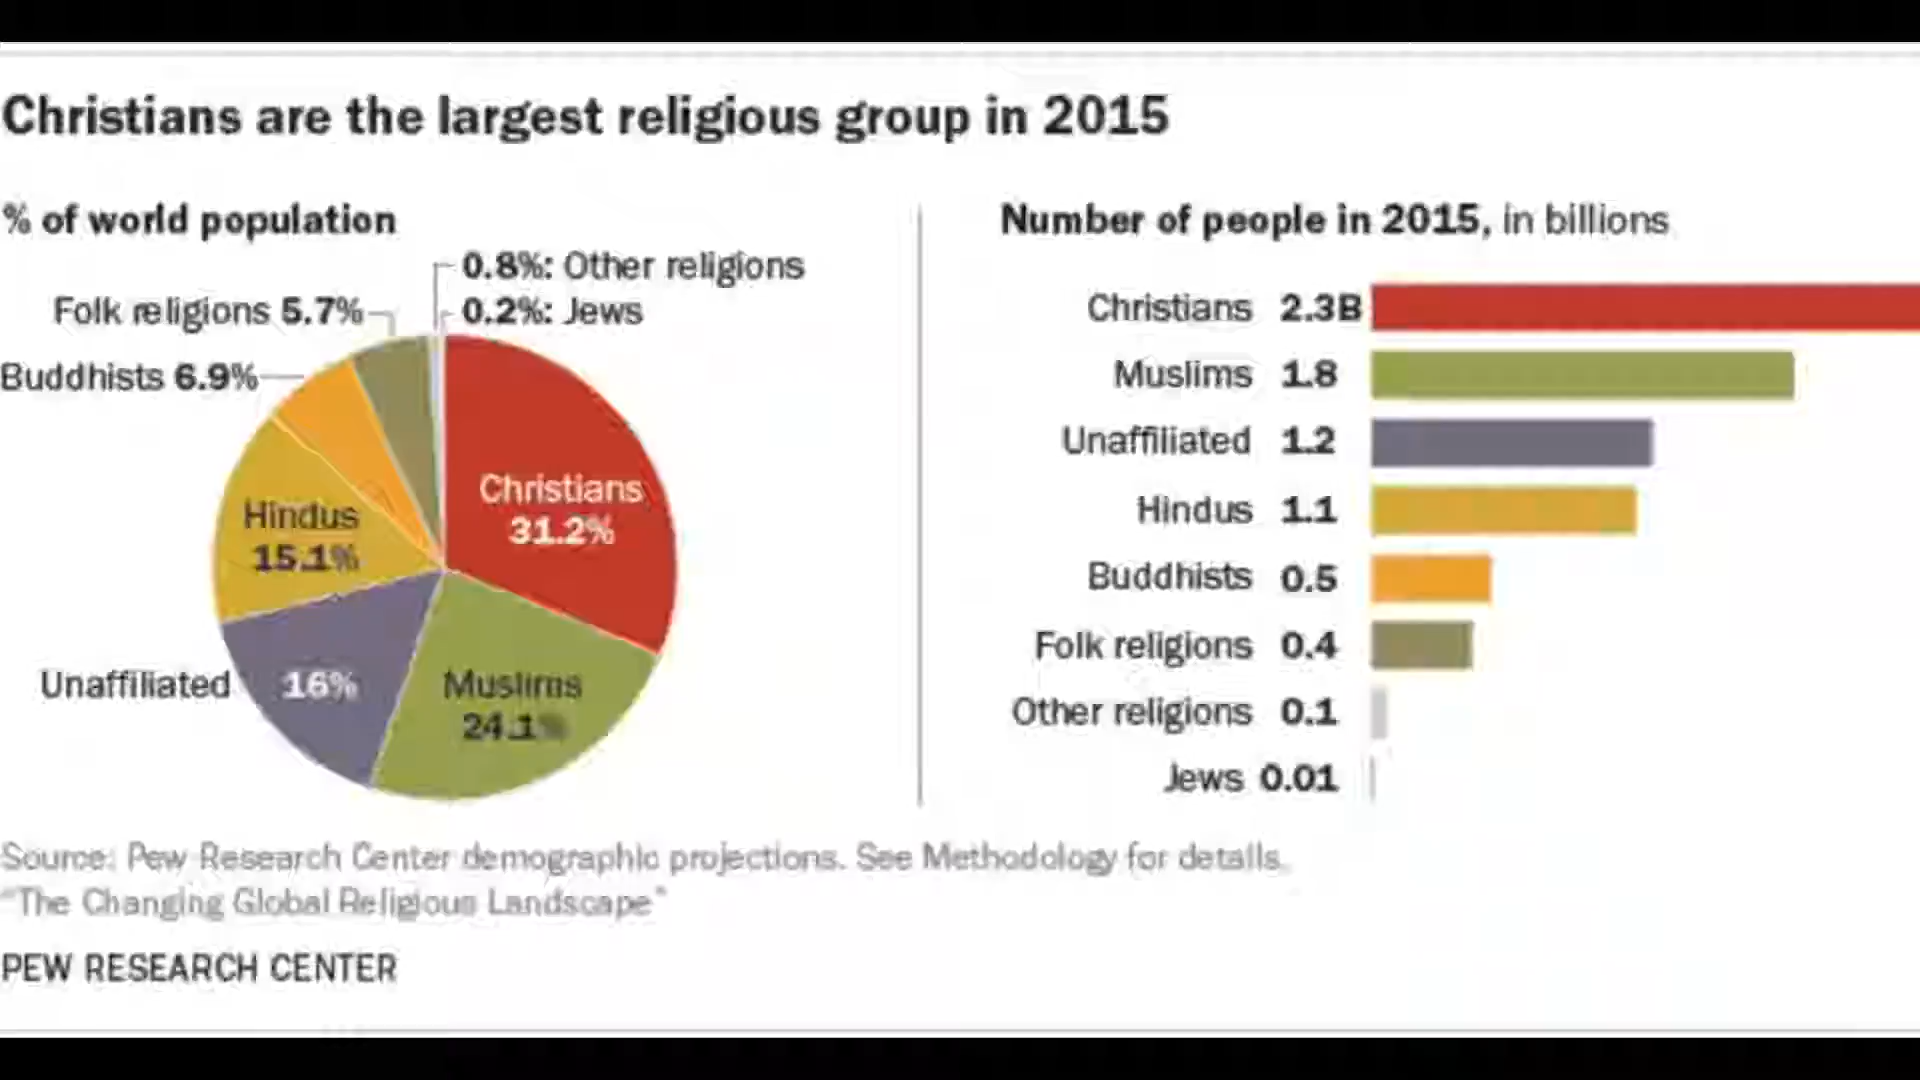 Christians are the largest religious group in 2015
% of world population
0.8%: Other religions
Folk religions 5.7%
0.2%: Jews
Buddhists 6.9%
Christians
31.2%
Hindus
15.1%
Unaffiliated 16%
Muslims
24.1%
Number of people in 2015, in billions
Christians 2.3B
Muslims 1.8
Unaffiliated 1.2
Hindus 1.1
Buddhists 0.5
Folk religions 0.4
Other religions 0.1
Jews 0.01
Source: Pew Research Center demographic projections. See Methodology for details.
"The Changing Global Religious Landscape"
PEW RESEARCH CENTER